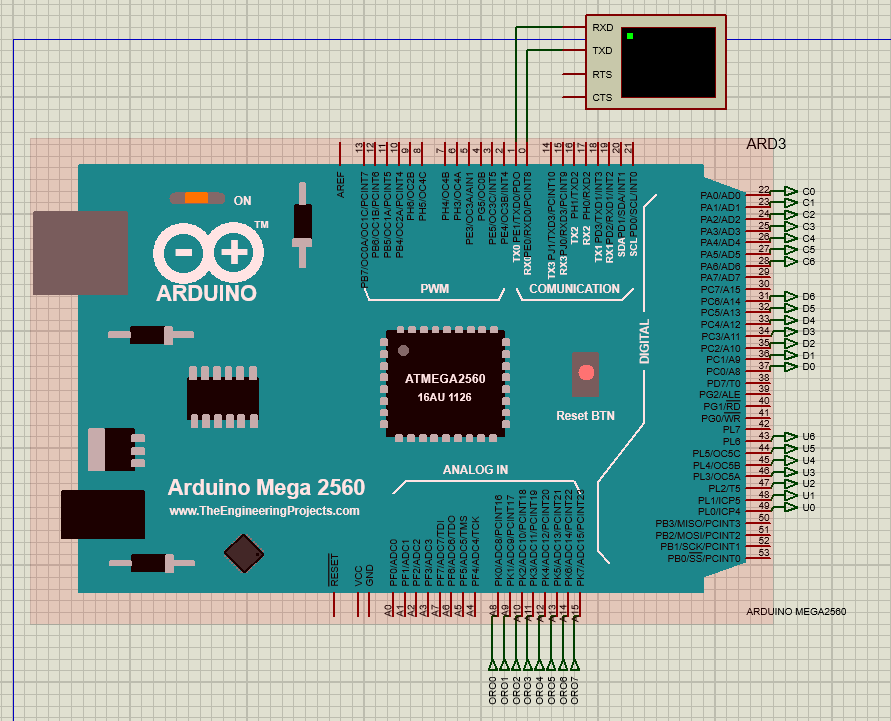 RXD
TXD
RTS
CTS
ARD3
13
12
11
10
9
8
7
6
5
4
3
2
1
0
14
15
16
17
18
19
20
21
AREF
PB7/OC0A/OC1C/PCINT7
PB6/OC1B/PCINT6
PB5/OC1A/PCINT5
PB4/OC2A/PCINT4
PH6/OC2B
PH5/OC4C
PH4/OC4B
PH3/OC4A
PE3/OC3A/AIN1
PG5/OC0B
PE5/OC3C/INT5
PE4/OC3B/INT4
TX0 PE1/TXD0/PDO
RX0 PE0/RXD0/PCINT8
TX3 PJ1/TXD3/PCINT10
RX3 PJ0/RXD3/PCINT9
TX2 PH1/TXD2
RX2 PH0/RXD2
TX1 PD3/TXD1/INT3
RX1 PD2/RXD1/INT2
SDA PD1/SDA/INT1
SCL PD0/SCL/INT0
ON
TM
ARDUINO
PWM
COMUNICATION
DIGITAL
ATMEGA2560
16AU 1126
Reset BTN
ANALOG IN
Arduino Mega 2560
www.TheEngineeringProjects.com
PA0/AD0 22 C0
PA1/AD1 23 C1
PA2/AD2 24 C2
PA3/AD3 25 C3
PA4/AD4 26 C4
PA5/AD5 27 C5
PA6/AD6 28 C6
PA7/AD7 29
PC7/A15 30
PC6/A14 31 D6
PC5/A13 32 D5
PC4/A12 33 D4
PC3/A11 34 D3
PC2/A10 35 D2
PC1/A9 36 D1
PC0/A8 37 D0
PD7/T0 38
PG2/ALE 39
PG1/RD 40
PG0/WR 41
PL7 42
PL6 43 U6
PL5/OC5C 44 U5
PL4/OC5B 45 U4
PL3/OC5A 46 U3
PL2/T5 47 U2
PL1/ICP5 48 U1
PL0/ICP4 49 U0
PB3/MISO/PCINT3 50
PB2/MOSI/PCINT2 51
PB1/SCK/PCINT1 52
PB0/SS/PCINT0 53
RESET
VCC
GND
PF0/ADC0
PF1/ADC1
PF2/ADC2
PF3/ADC3
PF7/ADC7/TDI
PF6/ADC6/TDO
PF5/ADC5/TMS
PF4/ADC4/TCK
PK0/ADC8/PCINT16
PK1/ADC9/PCINT17
PK2/ADC10/PCINT18
PK3/ADC11/PCINT19
PK4/ADC12/PCINT20
PK5/ADC13/PCINT21
PK6/ADC14/PCINT22
PK7/ADC15/PCINT23
A0
A1
A2
A3
A7
A6
A5
A4
A8
A9
A10
A11
A12
A13
A14
A15
ORO0
ORO1
ORO2
ORO3
ORO4
ORO5
ORO6
ORO7
ARDUINO MEGA2560